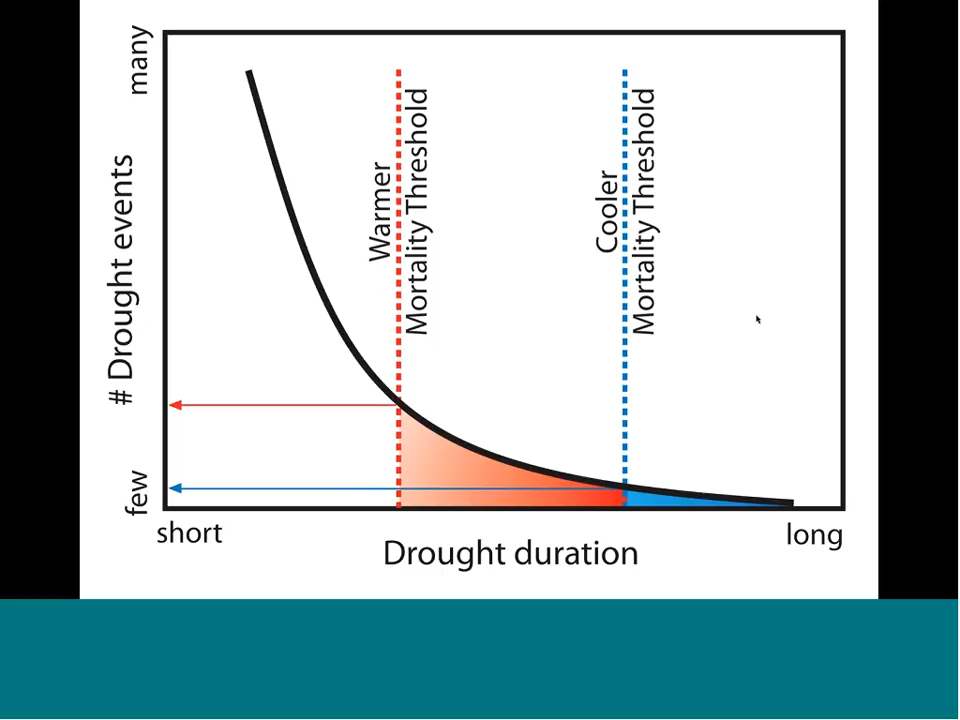 many
# Drought events
few
Warmer
Mortality Threshold
Cooler
Mortality Threshold
short
long
Drought duration